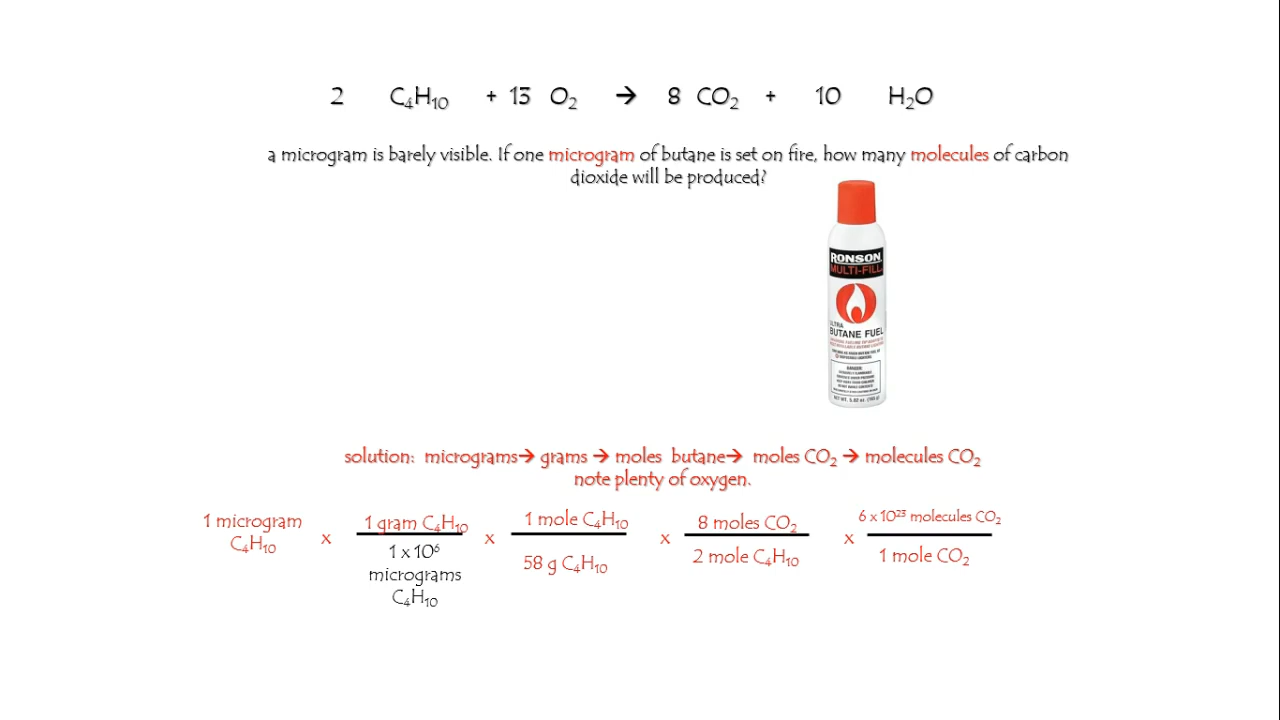 2 C₄H₁₀ + 13 O₂ → 8 CO₂ + 10 H₂O
a microgram is barely visible. If one microgram of butane is set on fire, how many molecules of carbon
dioxide will be produced?
RONSON
MULTI-FILL
ULTRA
BUTANE FUEL
DANGER
solution: micrograms→ grams → moles butane→ moles CO₂ → molecules CO₂
note plenty of oxygen.
1 microgram
C₄H₁₀
x
1 gram C₄H₁₀
1 x 10⁶
micrograms
C₄H₁₀
x
1 mole C₄H₁₀
58 g C₄H₁₀
x
8 moles CO₂
2 mole C₄H₁₀
x
6 x 10²³ molecules CO₂
1 mole CO₂